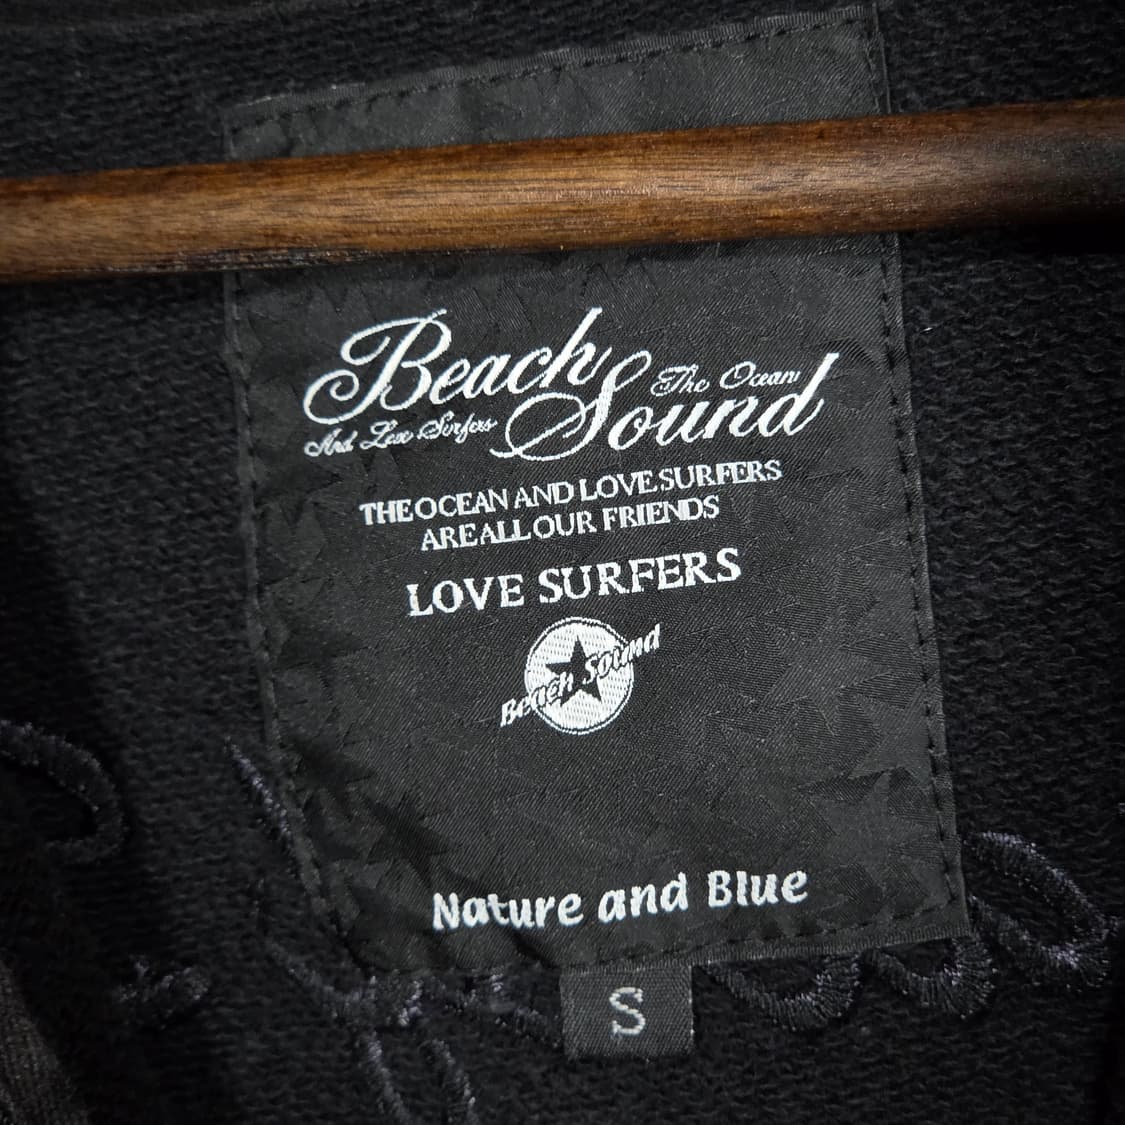 Beach
The Ocean
And Love Surfers
Sound
THE OCEAN AND LOVE SURFERS
ARE ALL OUR FRIENDS
LOVE SURFERS
Beach Sound
Nature and Blue
S